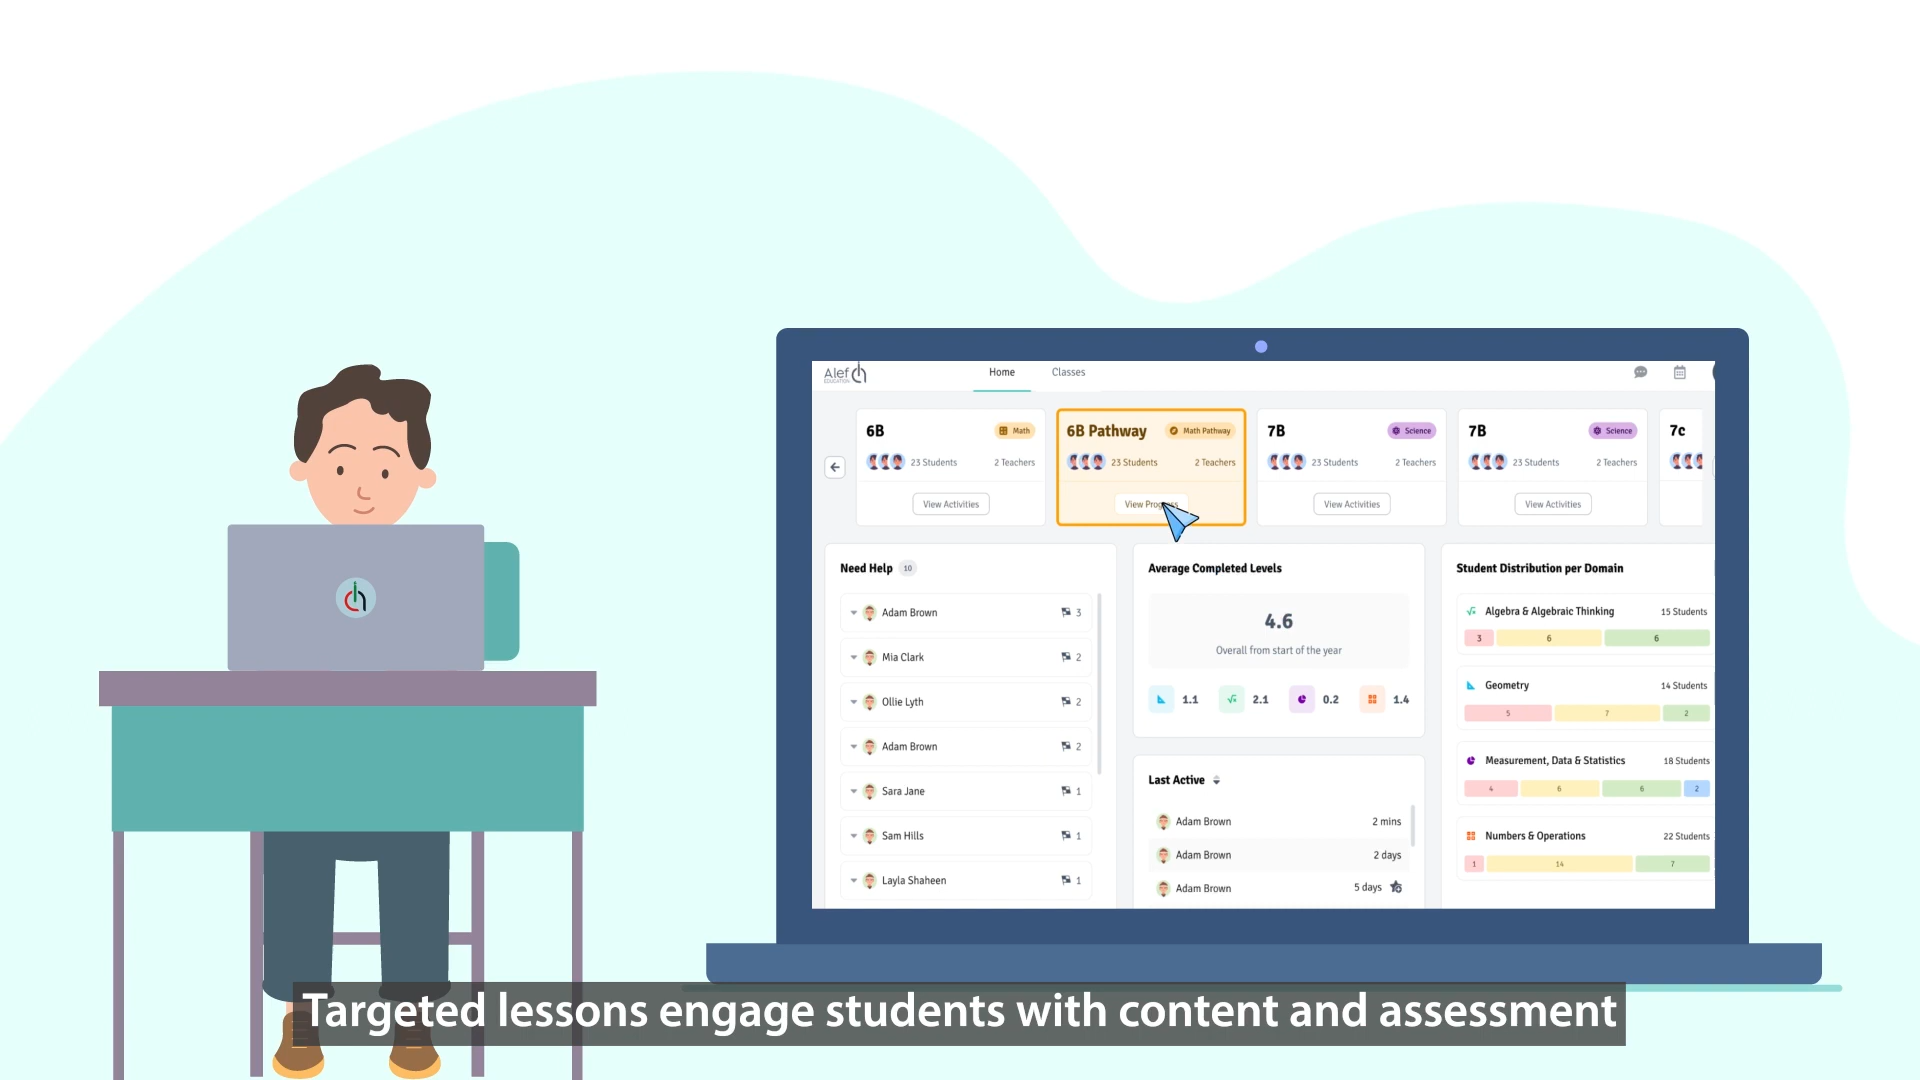 Alef
EDUCATION
Home
Classes
6B
Math
23 Students
2 Teachers
View Activities
6B Pathway
Math Pathway
23 Students
2 Teachers
View Progress
7B
Science
23 Students
2 Teachers
View Activities
7B
Science
23 Students
2 Teachers
View Activities
7c
Need Help 10
Adam Brown 3
Mia Clark 2
Ollie Lyth 2
Adam Brown 2
Sara Jane 1
Sam Hills 1
Layla Shaheen 1
Average Completed Levels
4.6
Overall from start of the year
1.1 2.1 0.2 1.4
Last Active
Adam Brown 2 mins
Adam Brown 2 days
Adam Brown 5 days
Student Distribution per Domain
Algebra & Algebraic Thinking 15 Students
3 6 6
Geometry 14 Students
5 7 2
Measurement, Data & Statistics 18 Students
4 6 6 2
Numbers & Operations 22 Students
1 14 7
Targeted lessons engage students with content and assessment